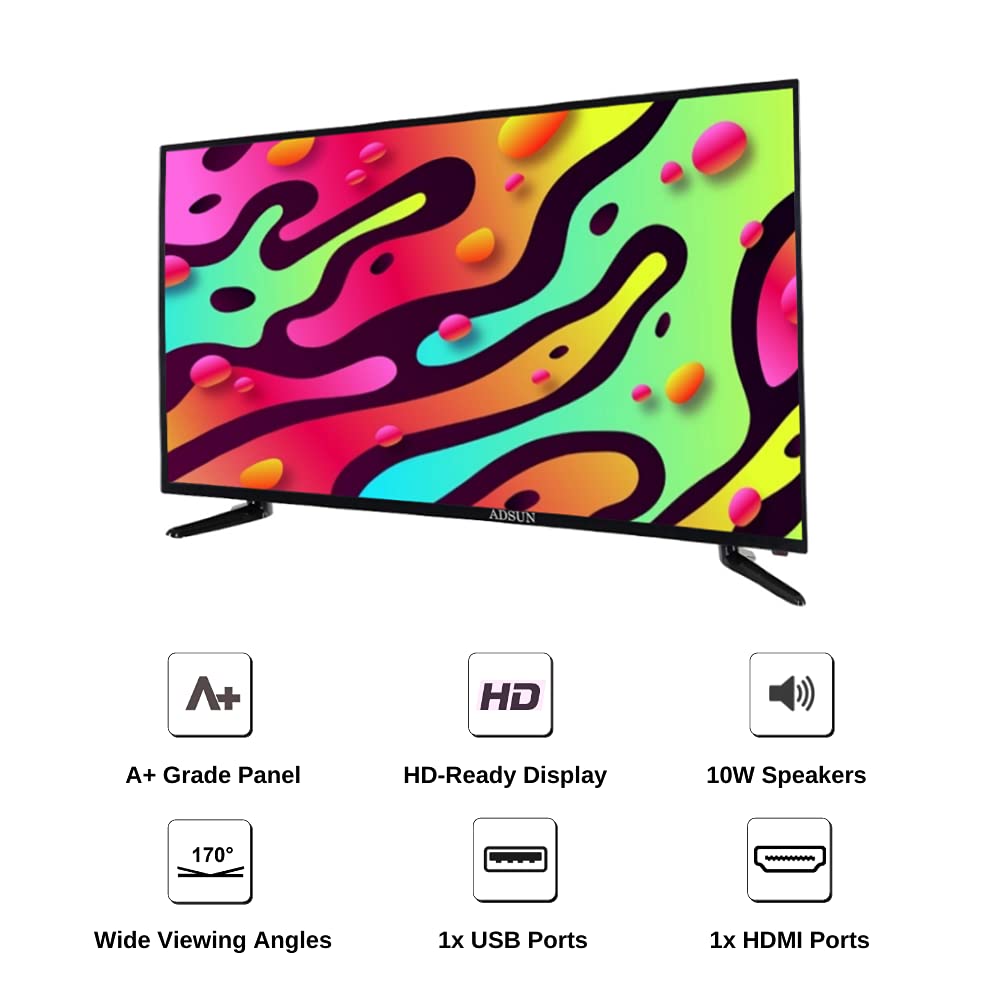 ADSUN
A+
HD
A+ Grade Panel
HD-Ready Display
10W Speakers
170°
Wide Viewing Angles
1x USB Ports
1x HDMI Ports